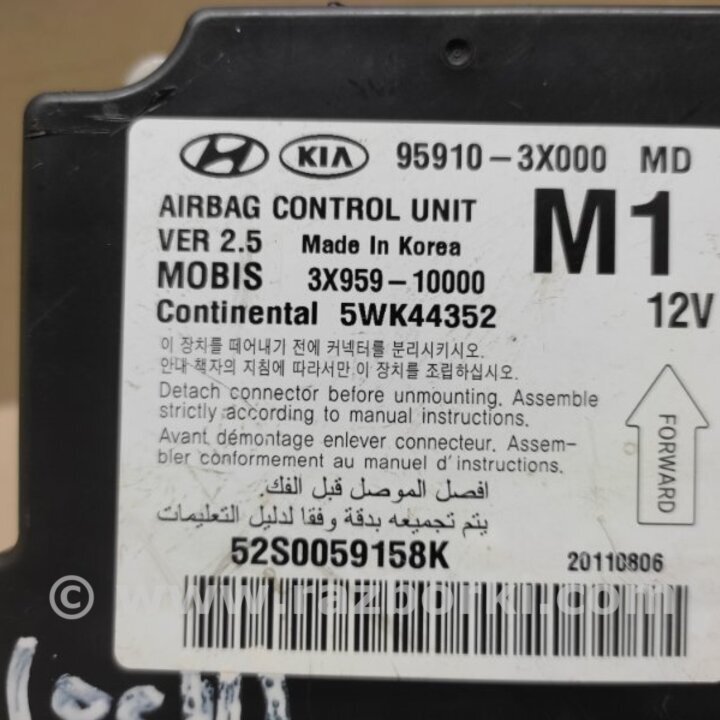 KIA 95910-3X000 MD
AIRBAG CONTROL UNIT
M1
VER 2.5 Made In Korea
MOBIS 3X959-10000
12V
Continental 5WK44352
이 장치를 떼어내기 전에 커넥터를 분리시키시오.
안내 책자의 지침에 따라서만 이 장치를 조립하십시오.
Detach connector before unmounting. Assemble
strictly according to manual instructions.
Avant démontage enlever connecteur. Assem-
bler conformement au manuel d'instructions.
FORWARD
افصل الموصل قبل الفك
يتم تجميعه بدقة وفقا لدليل التعليمات
52S0059158K 20110806
© www.razborki.com